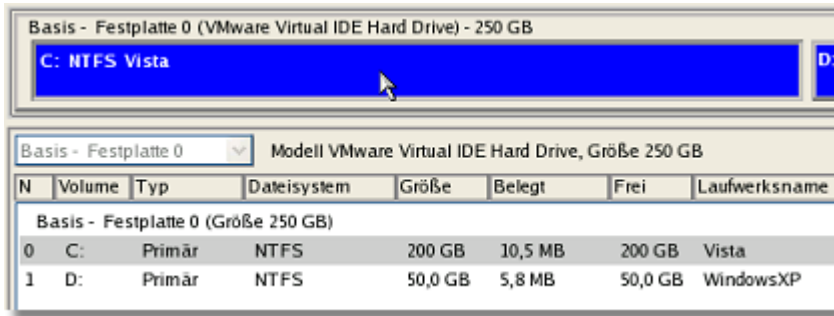 Basis - Festplatte 0 (VMware Virtual IDE Hard Drive) - 250 GB
C: NTFS Vista D:
Basis - Festplatte 0 Modell VMware Virtual IDE Hard Drive, Größe 250 GB
N Volume Typ Dateisystem Größe Belegt Frei Laufwerksname
Basis - Festplatte 0 (Größe 250 GB)
0 C: Primär NTFS 200 GB 10,5 MB 200 GB Vista
1 D: Primär NTFS 50,0 GB 5,8 MB 50,0 GB WindowsXP